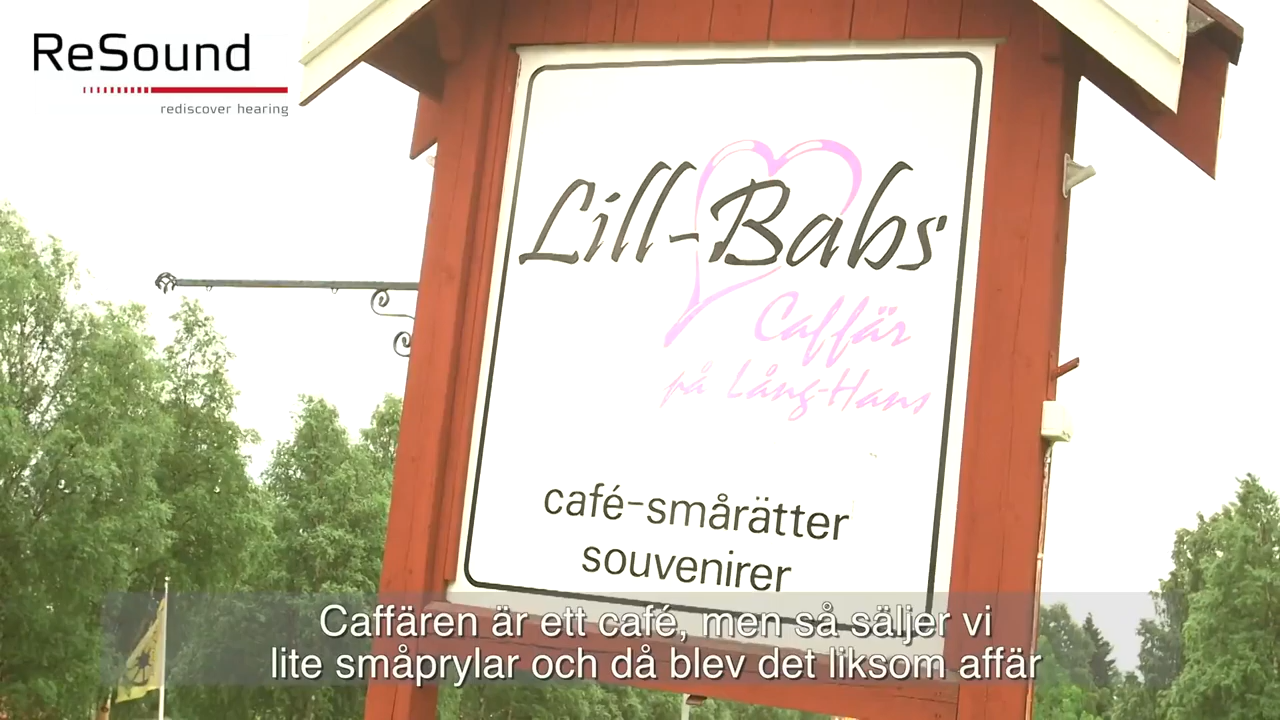 ReSound
rediscover hearing
Lill-Babs
Caffär
på Lång-Hans
café-smårätter
souvenirer
Caffären är ett café, men så säljer vi
lite småprylar och då blev det liksom affär